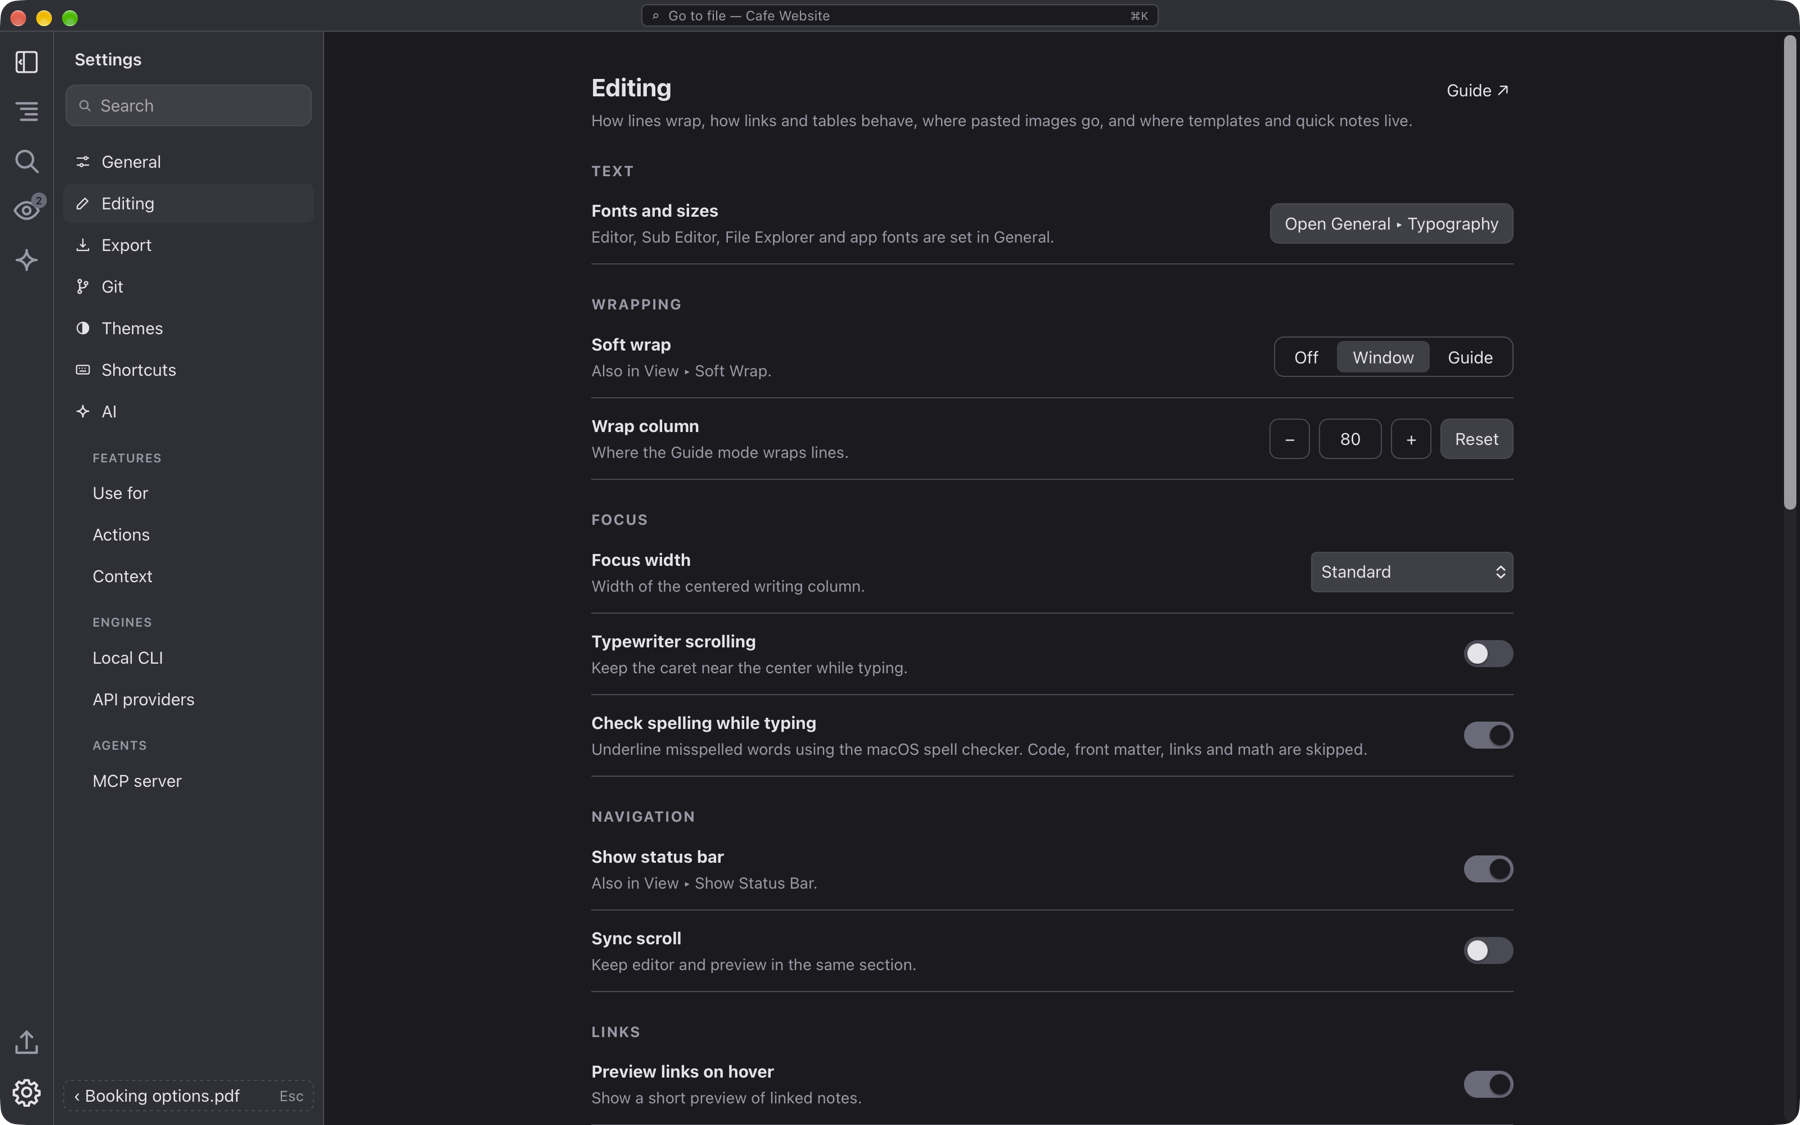 Go to file — Cafe Website ⌘K
Settings
Search
General
Editing
Export
Git
Themes
Shortcuts
AI
FEATURES
Use for
Actions
Context
ENGINES
Local CLI
API providers
AGENTS
MCP server
‹ Booking options.pdf Esc
2
Editing
Guide ↗
How lines wrap, how links and tables behave, where pasted images go, and where templates and quick notes live.
TEXT
Fonts and sizes
Editor, Sub Editor, File Explorer and app fonts are set in General.
Open General ▸ Typography
WRAPPING
Soft wrap
Also in View ▸ Soft Wrap.
Off Window Guide
Wrap column
Where the Guide mode wraps lines.
− 80 + Reset
FOCUS
Focus width
Width of the centered writing column.
Standard
Typewriter scrolling
Keep the caret near the center while typing.
Check spelling while typing
Underline misspelled words using the macOS spell checker. Code, front matter, links and math are skipped.
NAVIGATION
Show status bar
Also in View ▸ Show Status Bar.
Sync scroll
Keep editor and preview in the same section.
LINKS
Preview links on hover
Show a short preview of linked notes.